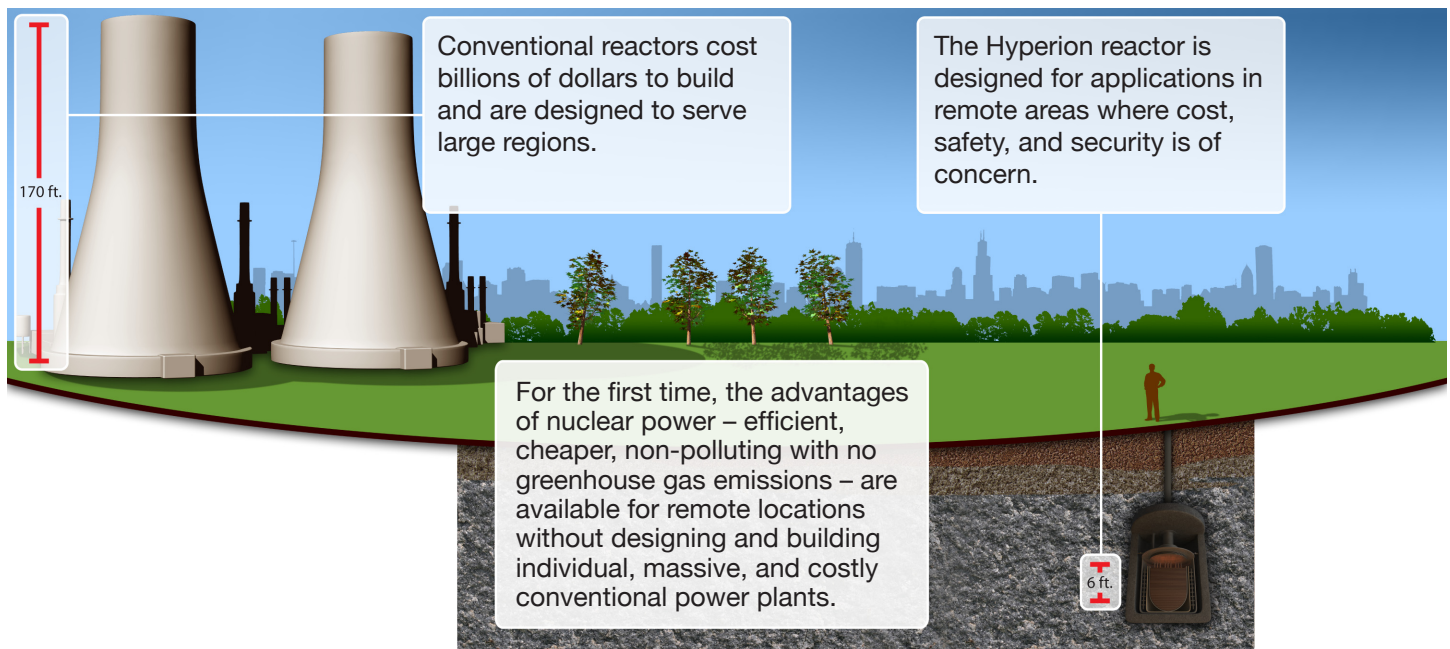 170 ft.
Conventional reactors cost
billions of dollars to build
and are designed to serve
large regions.
The Hyperion reactor is
designed for applications in
remote areas where cost,
safety, and security is of
concern.
For the first time, the advantages
of nuclear power – efficient,
cheaper, non-polluting with no
greenhouse gas emissions – are
available for remote locations
without designing and building
individual, massive, and costly
conventional power plants.
6 ft.